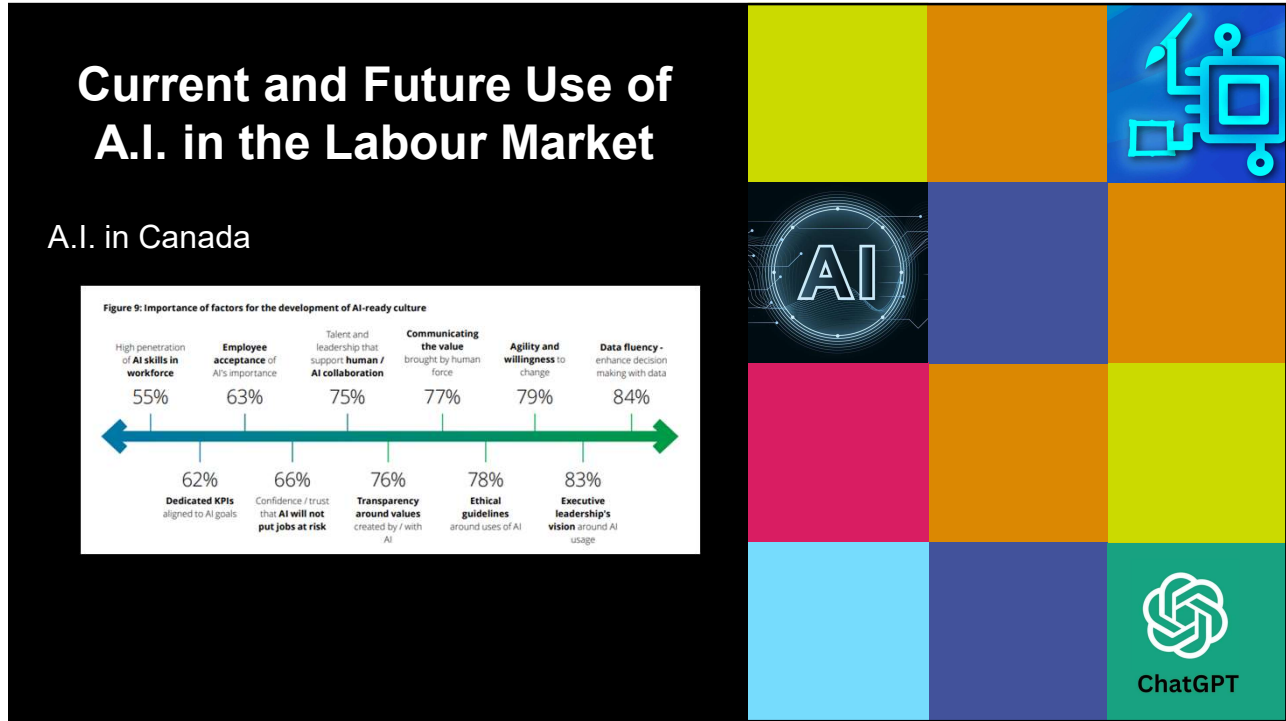 Current and Future Use of
A.I. in the Labour Market
A.I. in Canada
Figure 9: Importance of factors for the development of AI-ready culture
High penetration
of AI skills in
workforce
55%
Employee
acceptance of
AI's importance
63%
Talent and
leadership that
support human /
AI collaboration
75%
Communicating
the value
brought by human
force
77%
Agility and
willingness to
change
79%
Data fluency -
enhance decision
making with data
84%
62%
Dedicated KPIs
aligned to AI goals
66%
Confidence / trust
that AI will not
put jobs at risk
76%
Transparency
around values
created by / with
AI
78%
Ethical
guidelines
around uses of AI
83%
Executive
leadership's
vision around AI
usage
AI
ChatGPT